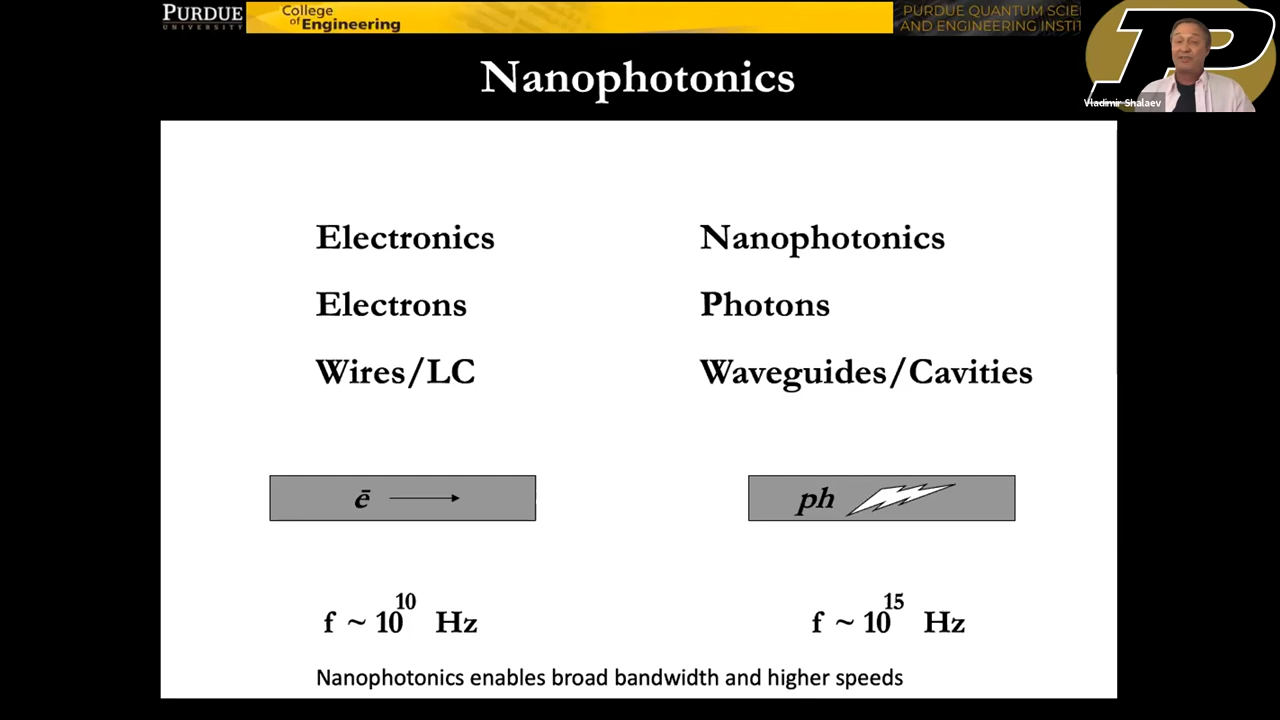 PURDUE
UNIVERSITY
College
of Engineering
PURDUE QUANTUM SCIE
AND ENGINEERING INSTIT
Vladimir Shalaev
Nanophotonics
Electronics Nanophotonics
Electrons Photons
Wires/LC Waveguides/Cavities
ē ph
f ~ 10^10 Hz f ~ 10^15 Hz
Nanophotonics enables broad bandwidth and higher speeds